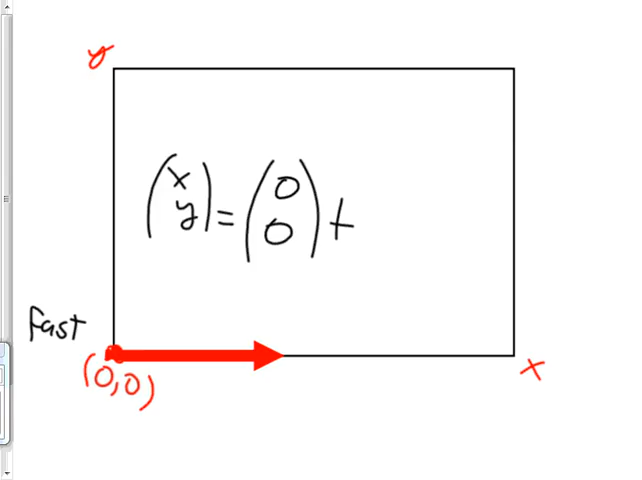 y
(x
y) = (0
0) +
Fast
(0,0)
x